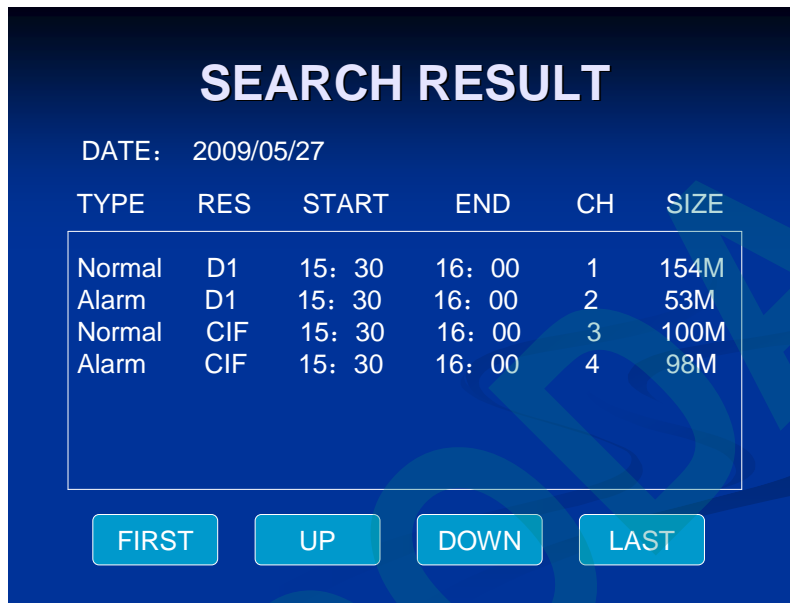 SEARCH RESULT
DATE： 2009/05/27
TYPE RES START END CH SIZE
Normal D1 15：30 16：00 1 154M
Alarm D1 15：30 16：00 2 53M
Normal CIF 15：30 16：00 3 100M
Alarm CIF 15：30 16：00 4 98M
FIRST UP DOWN LAST